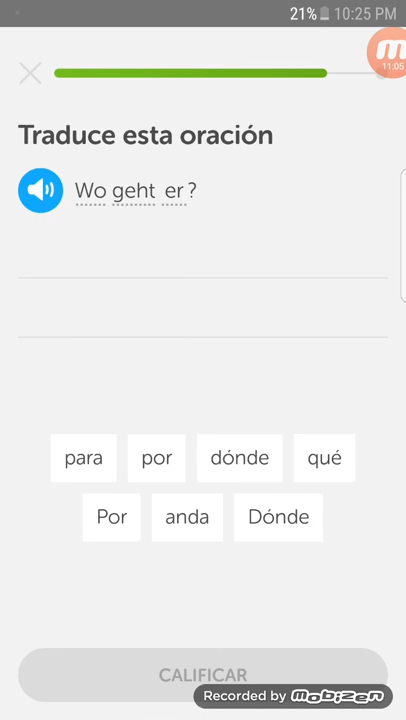 21% 10:25 PM
11:05
Traduce esta oración
Wo geht er?
para por dónde qué
Por anda Dónde
CALIFICAR
Recorded by mobizen